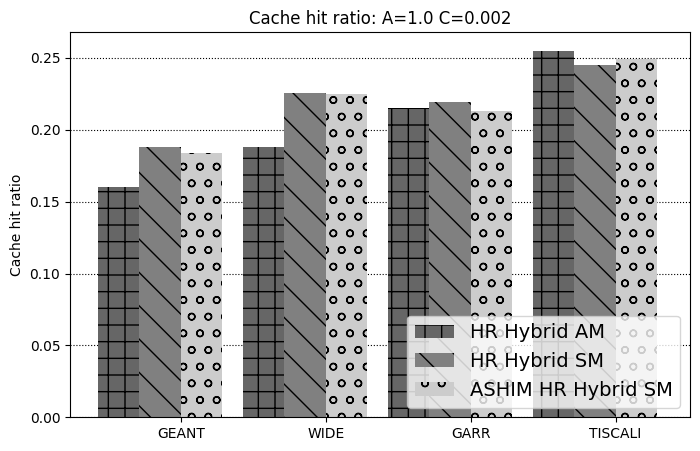 Cache hit ratio: A=1.0 C=0.002
Cache hit ratio
0.25
0.20
0.15
0.10
0.05
0.00
HR Hybrid AM
HR Hybrid SM
ASHIM HR Hybrid SM
GEANT WIDE GARR TISCALI